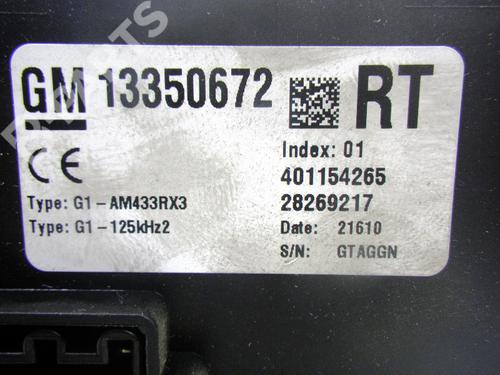 GM 13350672 RT
CE
Index: 01
401154265
28269217
Type: G1-AM433RX3
Type: G1-125kHz2
Date: 21610
S/N: GTAGGN